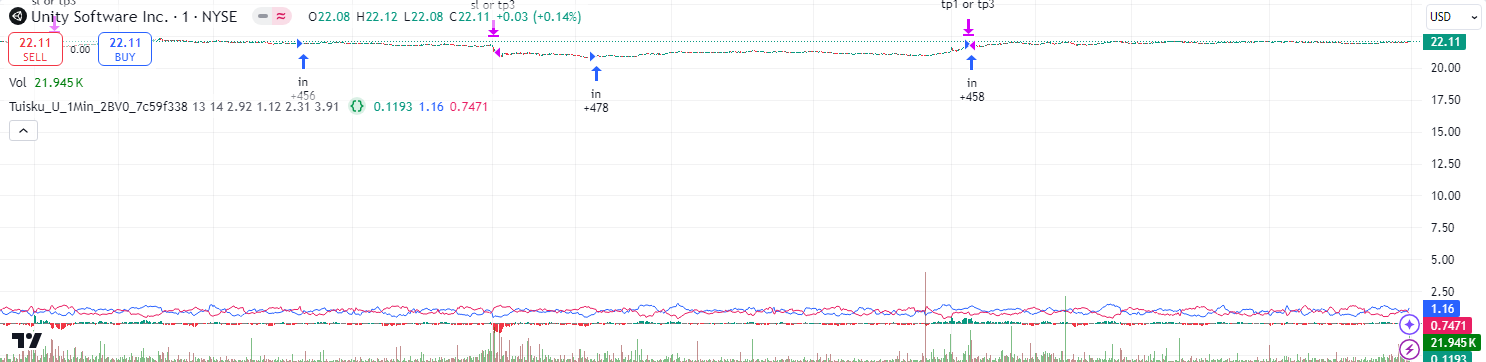 Unity Software Inc. · 1 · NYSE O22.08 H22.12 L22.08 C22.11 +0.03 (+0.14%)
sl or tp3
sl or tp3
tp1 or tp3
USD
22.11
SELL
0.00
22.11
BUY
Vol 21.945K
Tuisku_U_1Min_2BV0_7c59f338 13 14 2.92 1.12 2.31 3.91 {} 0.1193 1.16 0.7471
in
+456
in
+478
in
+458
22.11
20.00
17.50
15.00
12.50
10.00
7.50
5.00
2.50
1.16
0.7471
21.945K
0.1193